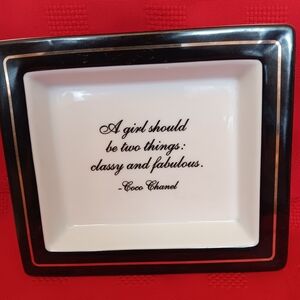 A girl should
be two things:
classy and fabulous.
-Coco Chanel